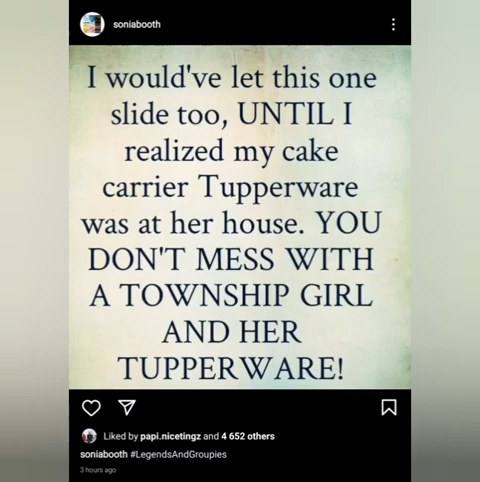 soniabooth
I would've let this one
slide too, UNTIL I
realized my cake
carrier Tupperware
was at her house. YOU
DON'T MESS WITH
A TOWNSHIP GIRL
AND HER
TUPPERWARE!
Liked by papi.nicetingz and 4 652 others
soniabooth #LegendsAndGroupies
3 hours ago